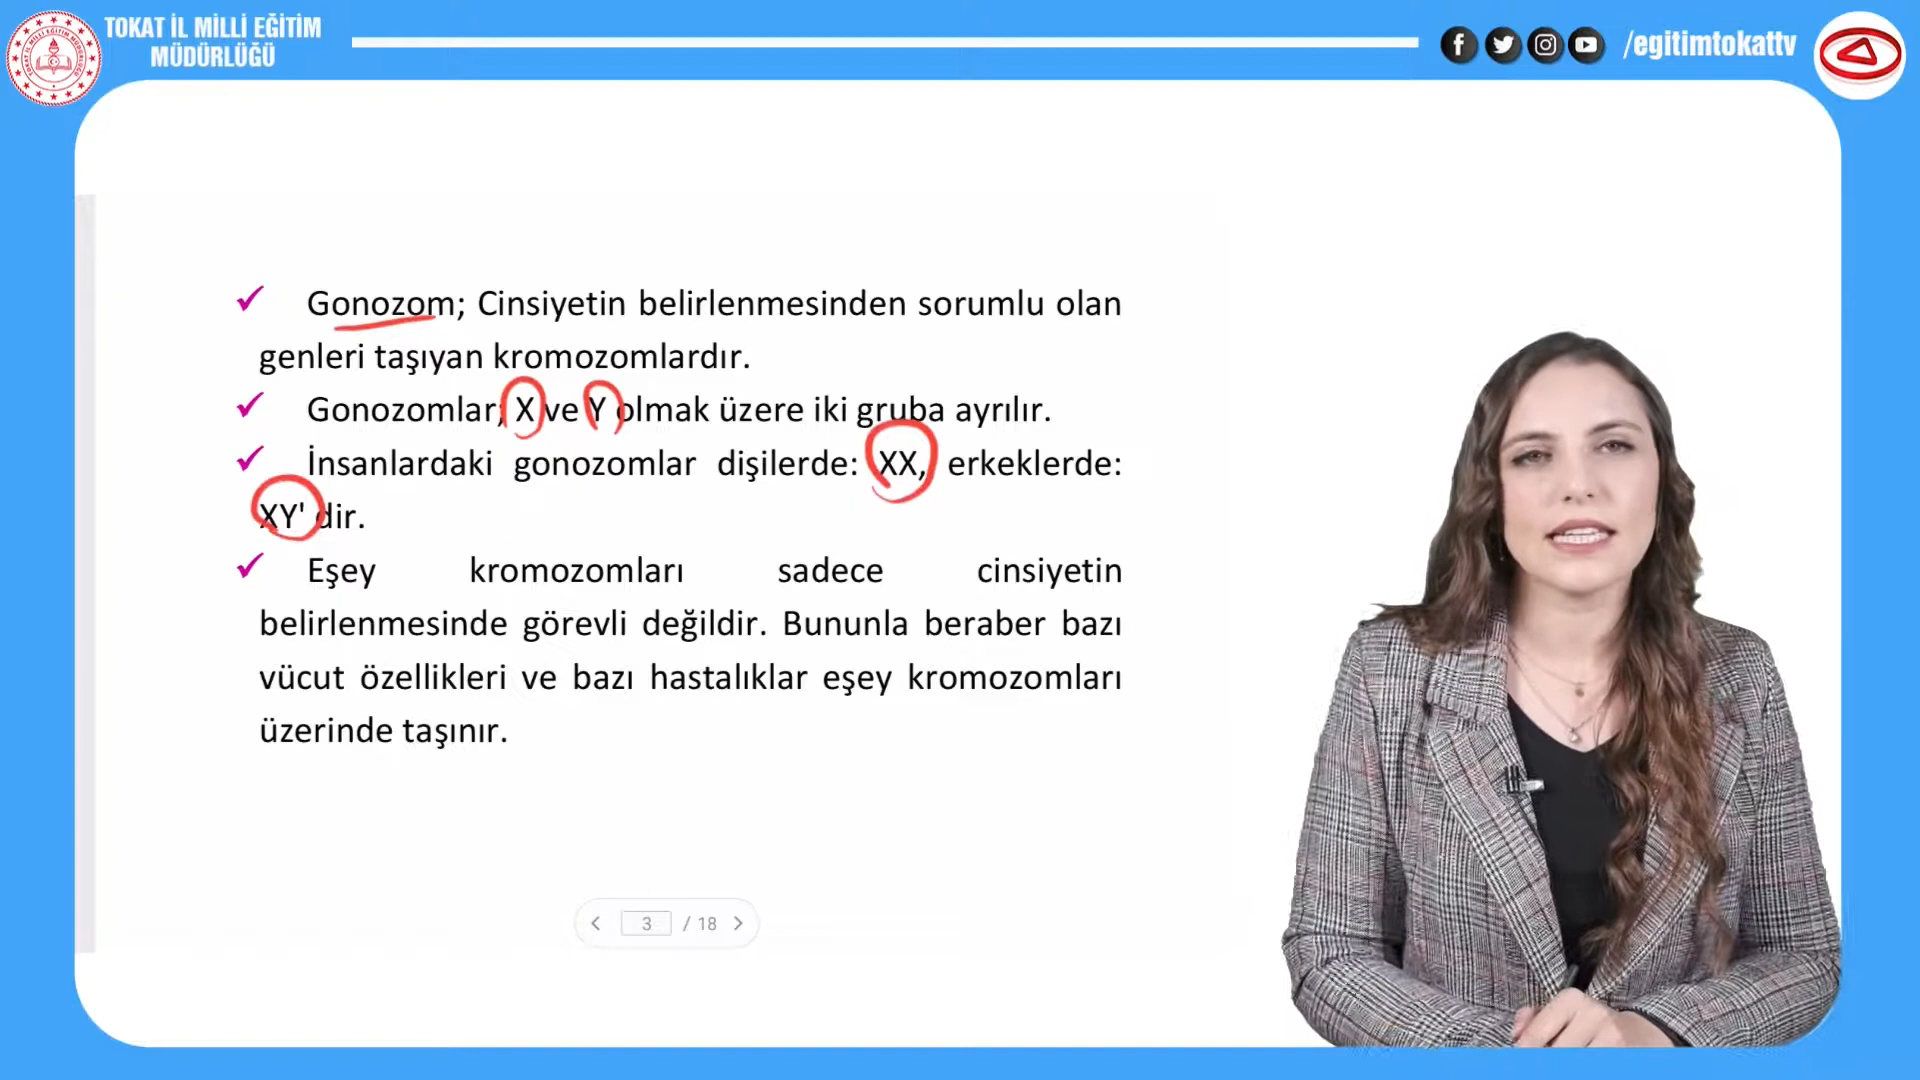 TOKAT İL MİLLİ EĞİTİM
MÜDÜRLÜĞÜ
/egitimtokattv
Gonozom; Cinsiyetin belirlenmesinden sorumlu olan
genleri taşıyan kromozomlardır.
Gonozomlar; X ve Y olmak üzere iki gruba ayrılır.
İnsanlardaki gonozomlar dişilerde: XX, erkeklerde:
XY' dir.
Eşey kromozomları sadece cinsiyetin
belirlenmesinde görevli değildir. Bununla beraber bazı
vücut özellikleri ve bazı hastalıklar eşey kromozomları
üzerinde taşınır.
3 / 18